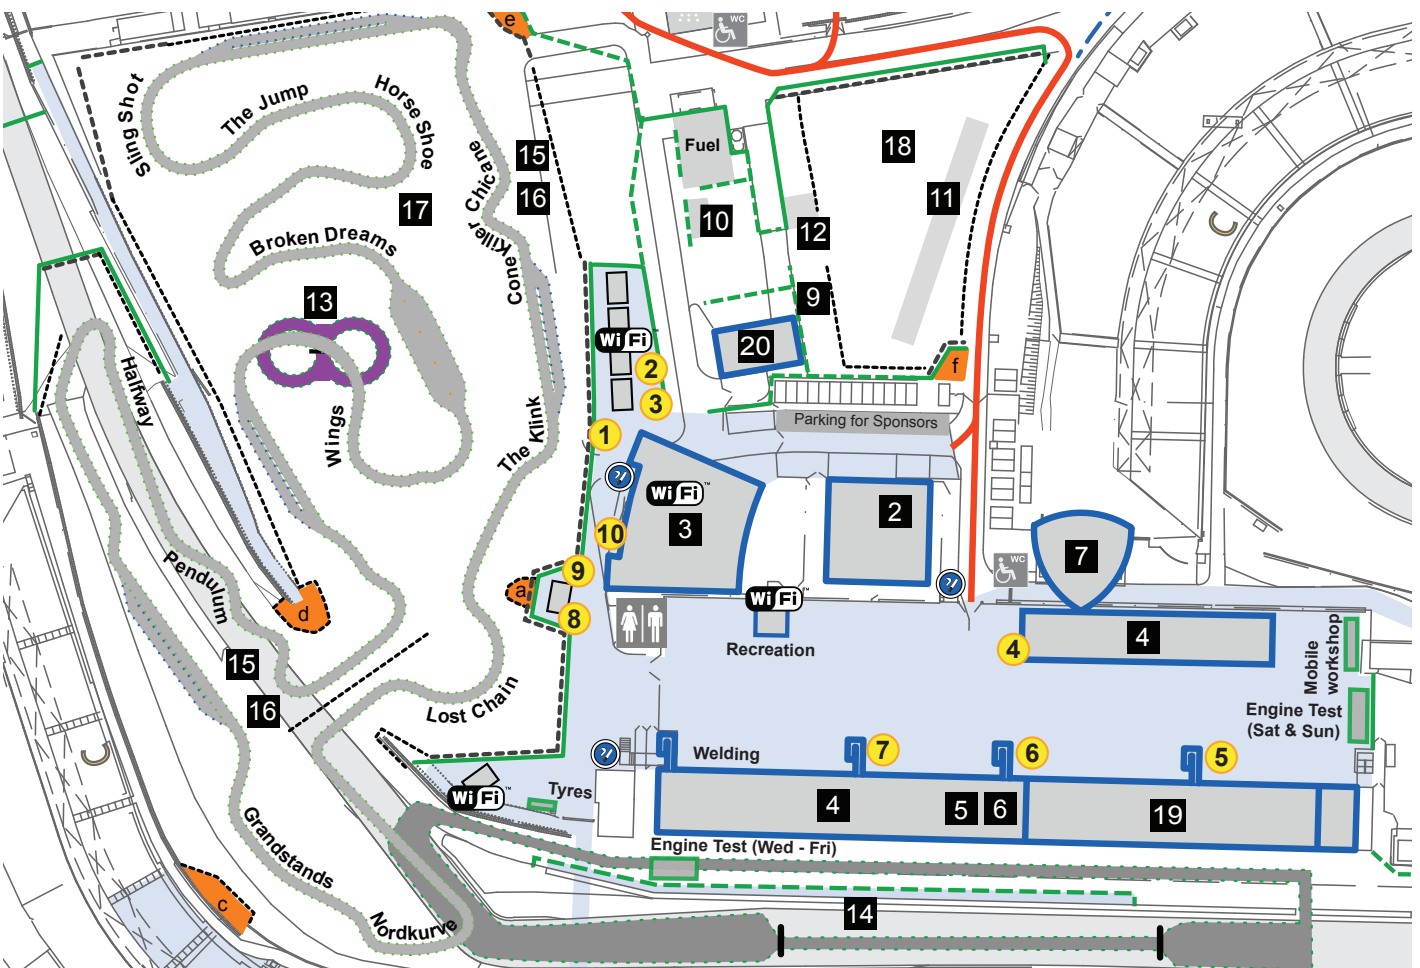 e
WC
Sling Shot
The Jump
Horse Shoe
Cone Killer Chicane
15
16
17
Fuel
18
11
10
12
Broken Dreams
13
9
Wi Fi ™
20
2
3
f
Halfway
Wings
The Klink
1
Parking for Sponsors
Wi Fi ™
3
2
10
7
WC
Pendulum
9
a
8
d
Wi Fi ™
Recreation
4
4
Mobile
workshop
15
16
Lost Chain
Engine Test
(Sat & Sun)
Welding
7
6
5
Wi Fi ™
Tyres
4
5
6
19
Grandstands
Engine Test (Wed - Fri)
c
Nordkurve
14